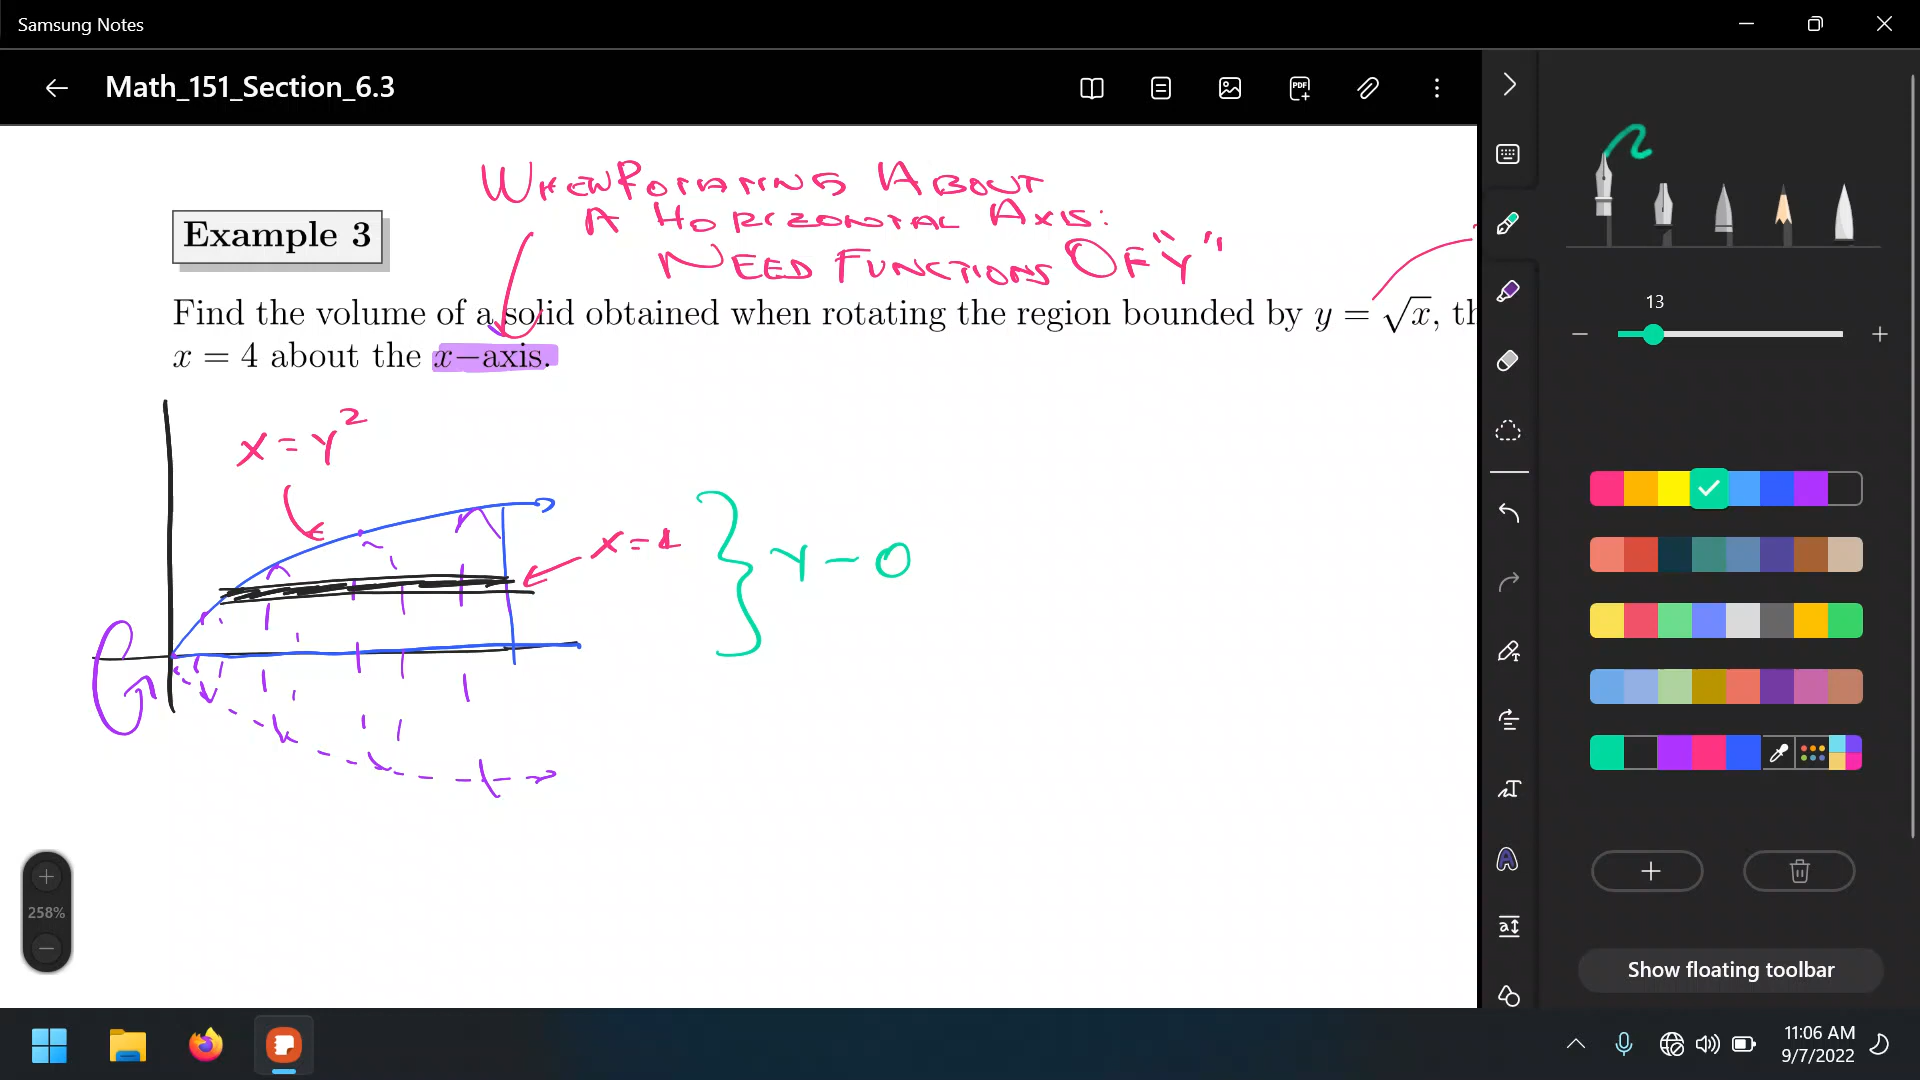 Samsung Notes
Math_151_Section_6.3
WHEN ROTATING ABOUT
A HORIZONTAL AXIS:
NEED FUNCTIONS OF "Y"
Example 3
Find the volume of a solid obtained when rotating the region bounded by y = √x, th
x = 4 about the x−axis.
x = y²
x = 4
y − 0
13
258%
Show floating toolbar
11:06 AM
9/7/2022